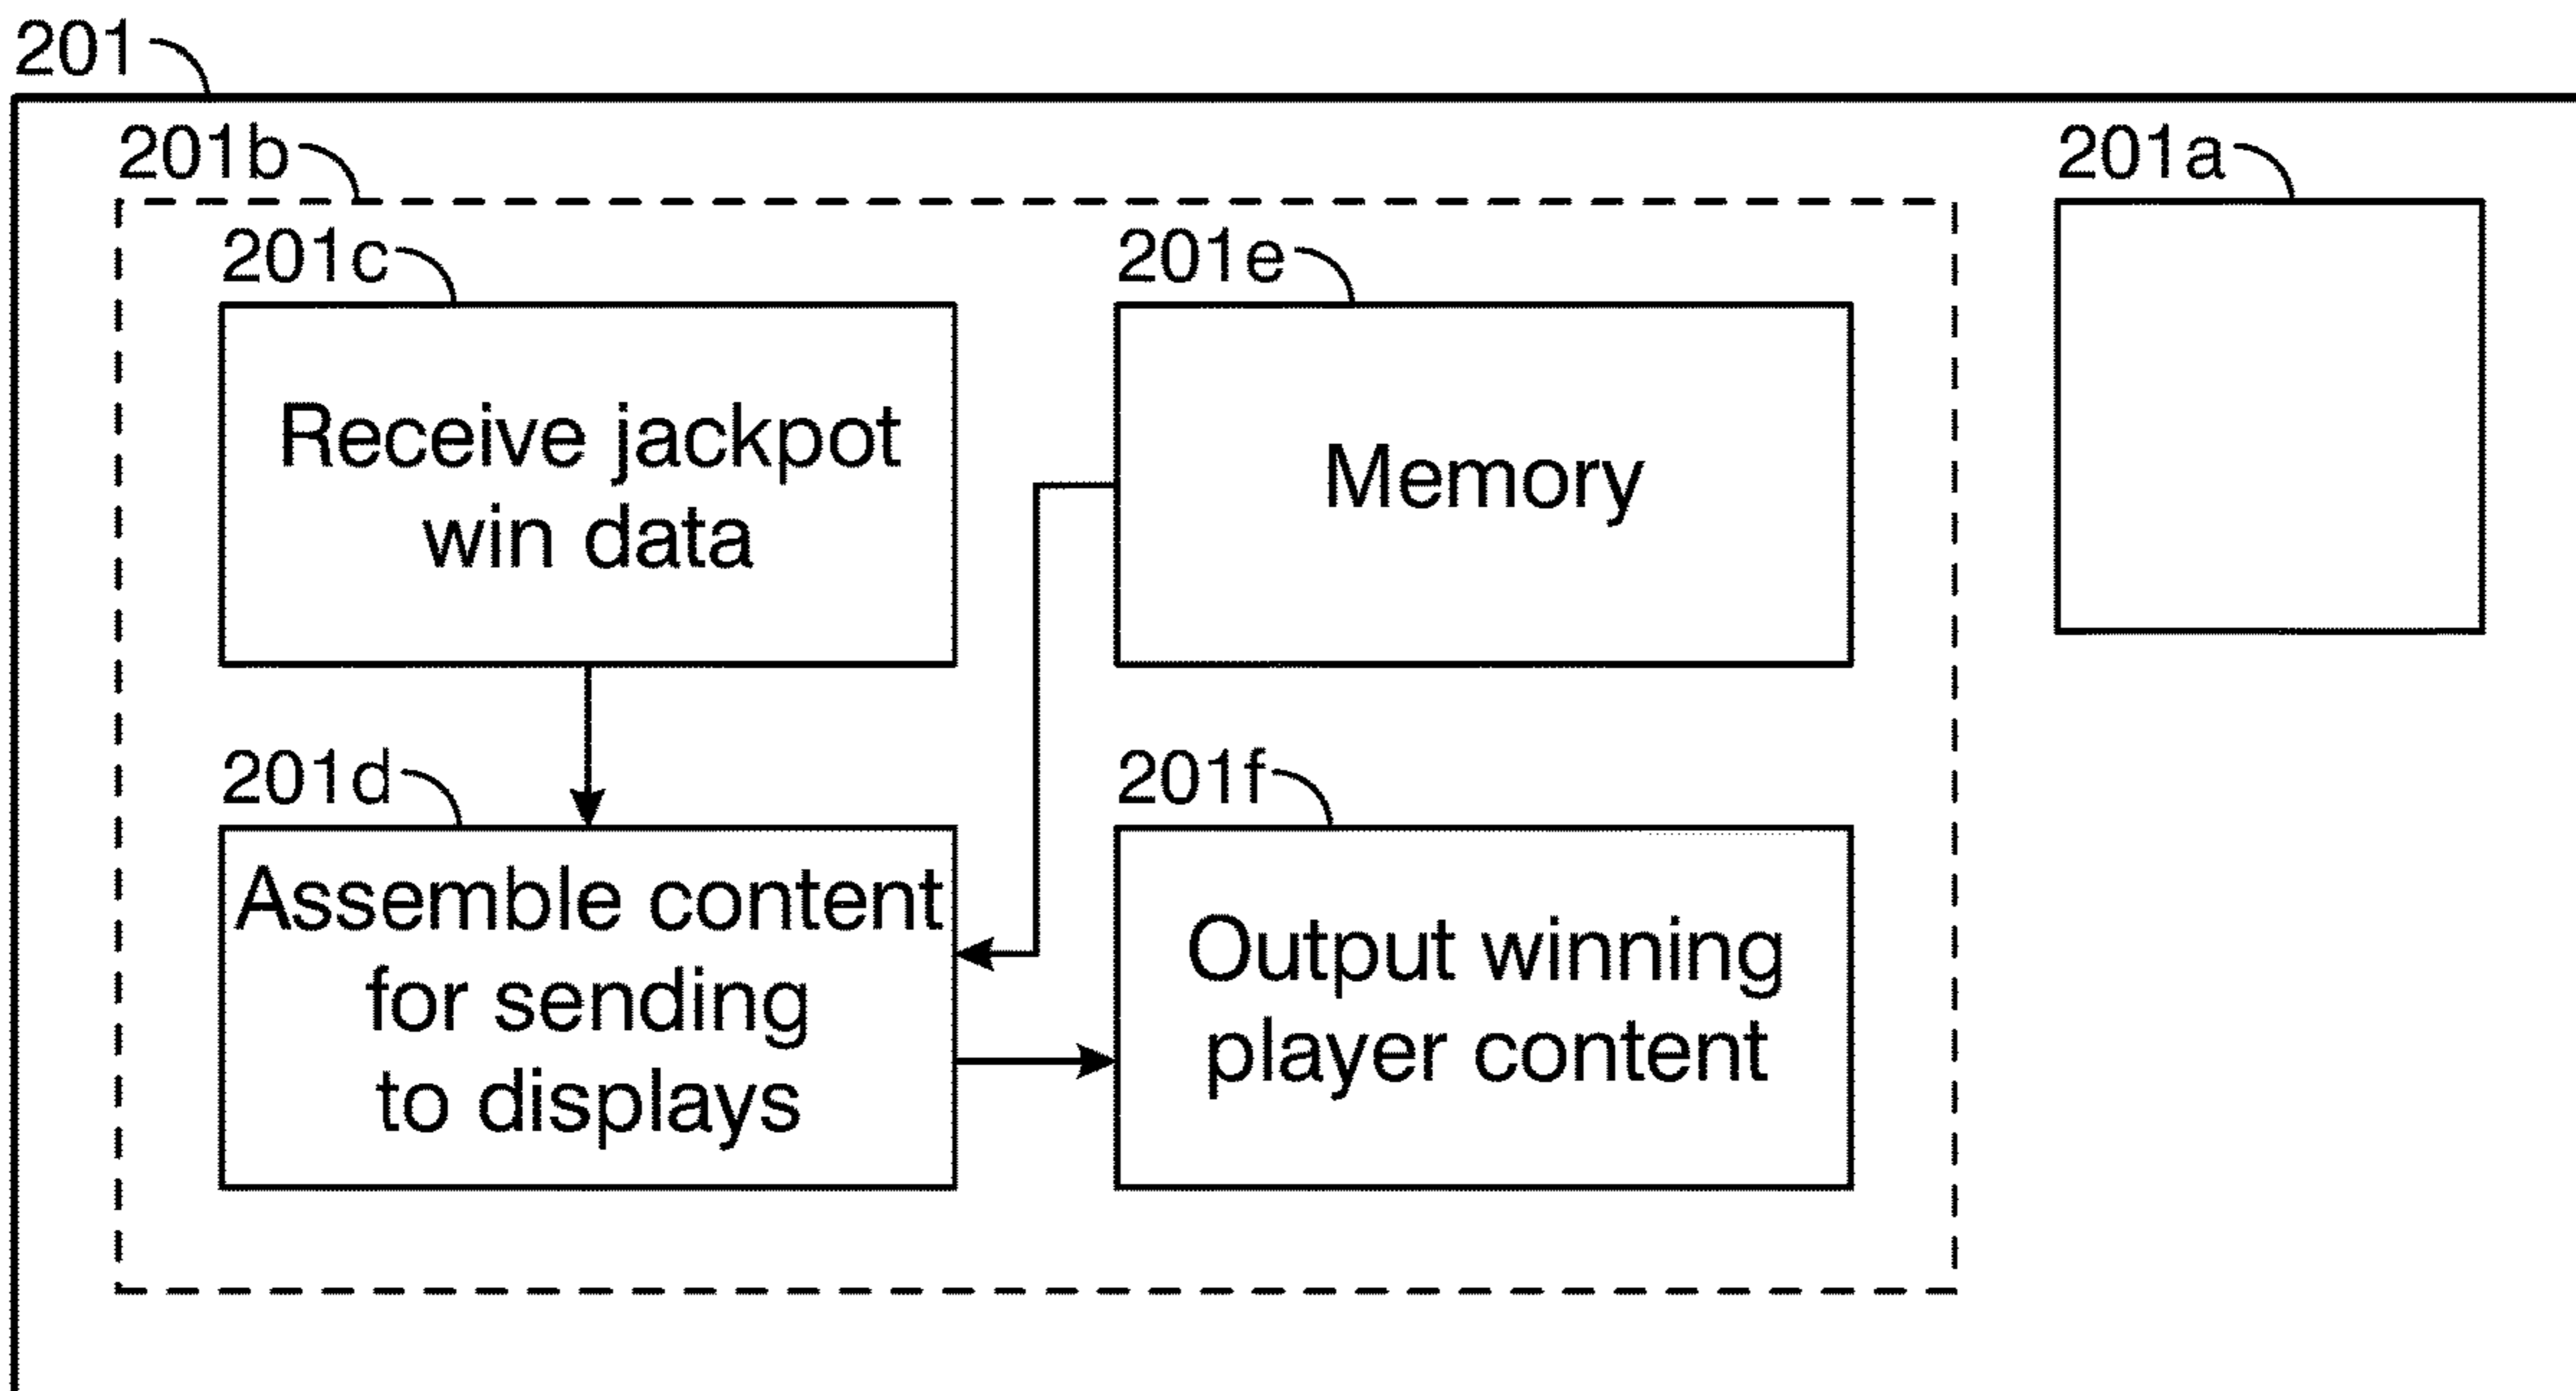 201
201b
201a
201c
201e
Receive jackpot
win data
Memory
201d
201f
Assemble content
for sending
to displays
Output winning
player content